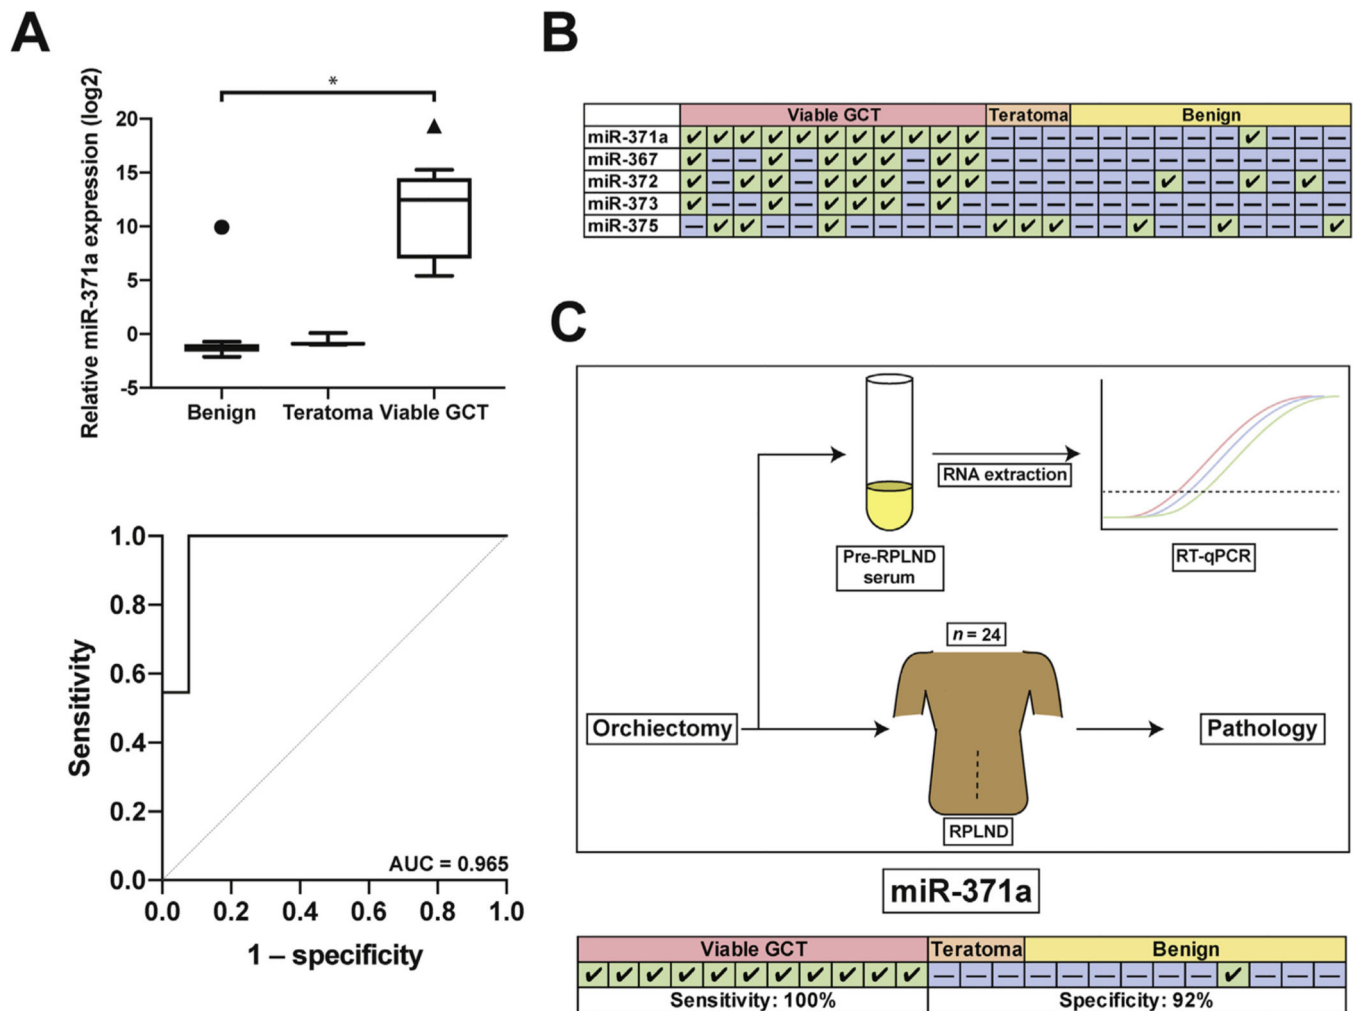 A
Relative miR-371a expression (log2)
*
20
15
10
5
0
-5
Benign Teratoma Viable GCT
Sensitivity
1.0
0.8
0.6
0.4
0.2
0.0
AUC = 0.965
0.0 0.2 0.4 0.6 0.8 1.0
1 – specificity
B
Viable GCT Teratoma Benign
miR-371a ✓ ✓ ✓ ✓ ✓ ✓ ✓ ✓ ✓ ✓ ✓ — — — — — — — — — ✓ — — —
miR-367 ✓ — — ✓ — ✓ ✓ ✓ — ✓ ✓ — — — — — — — — — — — — —
miR-372 ✓ — ✓ ✓ — ✓ ✓ ✓ — ✓ ✓ — — — — — — ✓ — — ✓ — ✓ —
miR-373 ✓ — — ✓ — ✓ ✓ ✓ — ✓ — — — — — — — — — — — — — —
miR-375 — ✓ ✓ — — ✓ — — — — — ✓ ✓ ✓ — — ✓ — — ✓ — — — ✓
C
RNA extraction
Pre-RPLND
serum
RT-qPCR
n = 24
Orchiectomy
Pathology
RPLND
miR-371a
Viable GCT Teratoma Benign
✓ ✓ ✓ ✓ ✓ ✓ ✓ ✓ ✓ ✓ ✓ — — — — — — — — — ✓ — — —
Sensitivity: 100% Specificity: 92%